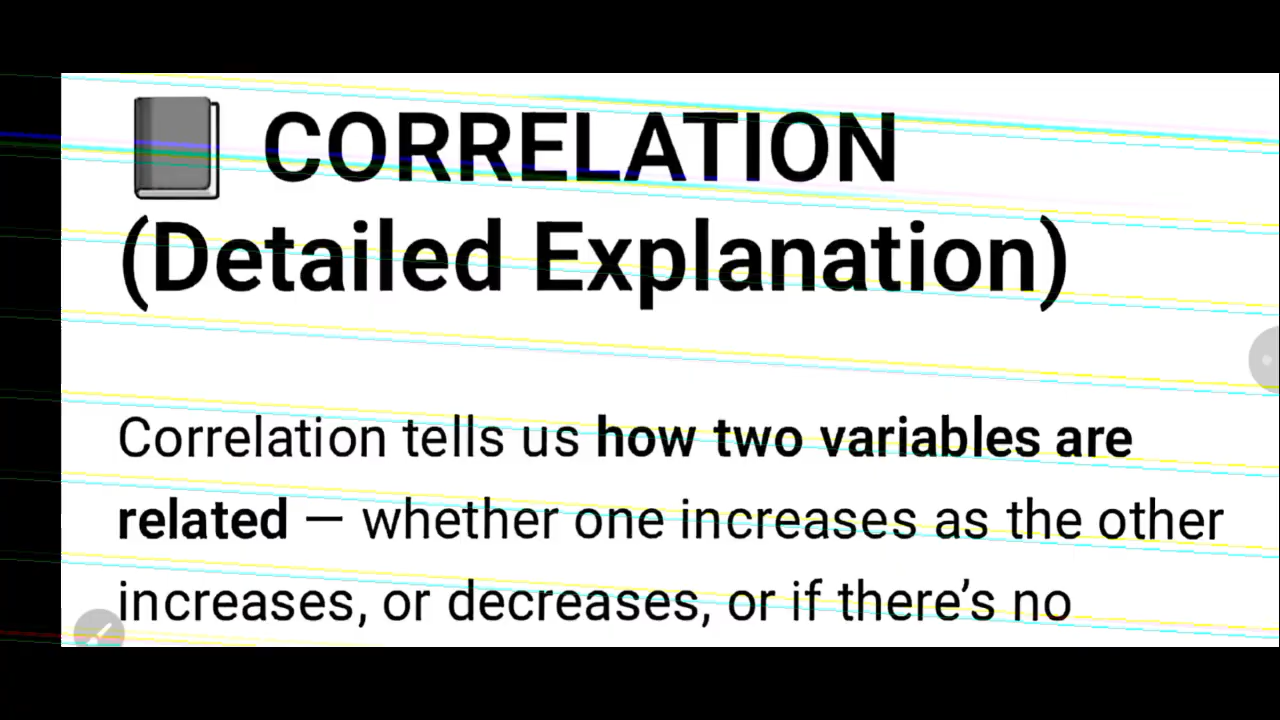 CORRELATION
(Detailed Explanation)
Correlation tells us how two variables are
related — whether one increases as the other
increases, or decreases, or if there’s no